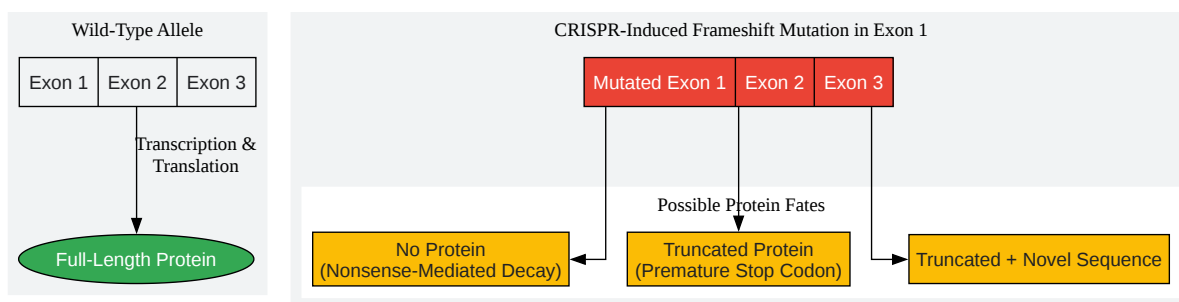 Wild-Type Allele
Exon 1
Exon 2
Exon 3
Transcription &
Translation
Full-Length Protein
CRISPR-Induced Frameshift Mutation in Exon 1
Mutated Exon 1
Exon 2
Exon 3
Possible Protein Fates
No Protein
(Nonsense-Mediated Decay)
Truncated Protein
(Premature Stop Codon)
Truncated + Novel Sequence